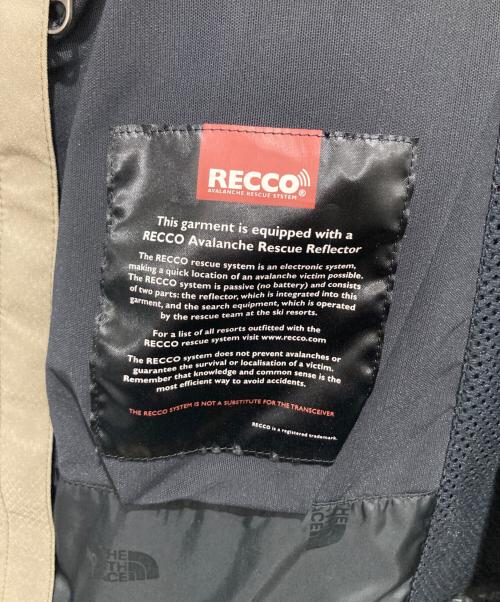 RECCO®
AVALANCHE RESCUE SYSTEM
This garment is equipped with a
RECCO Avalanche Rescue Reflector
The RECCO rescue system is an electronic system,
making a quick location of an avalanche victim possible.
The RECCO system is passive (no battery) and consists
of two parts: the reflector, which is integrated into this
garment, and the search equipment, which is operated
by the rescue team at the ski resorts.
For a list of all resorts outfitted with the
RECCO rescue system visit www.recco.com
The RECCO system does not prevent avalanches or
guarantee the survival or localisation of a victim.
Remember that knowledge and common sense is the
most efficient way to avoid accidents.
THE RECCO SYSTEM IS NOT A SUBSTITUTE FOR THE TRANSCEIVER
RECCO is a registered trademark.
THE NORTH
FACE